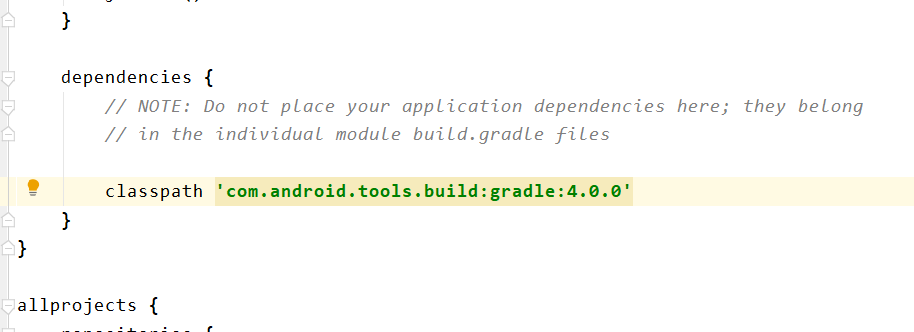 }
dependencies {
// NOTE: Do not place your application dependencies here; they belong
// in the individual module build.gradle files
classpath 'com.android.tools.build:gradle:4.0.0'
}
}
allprojects {